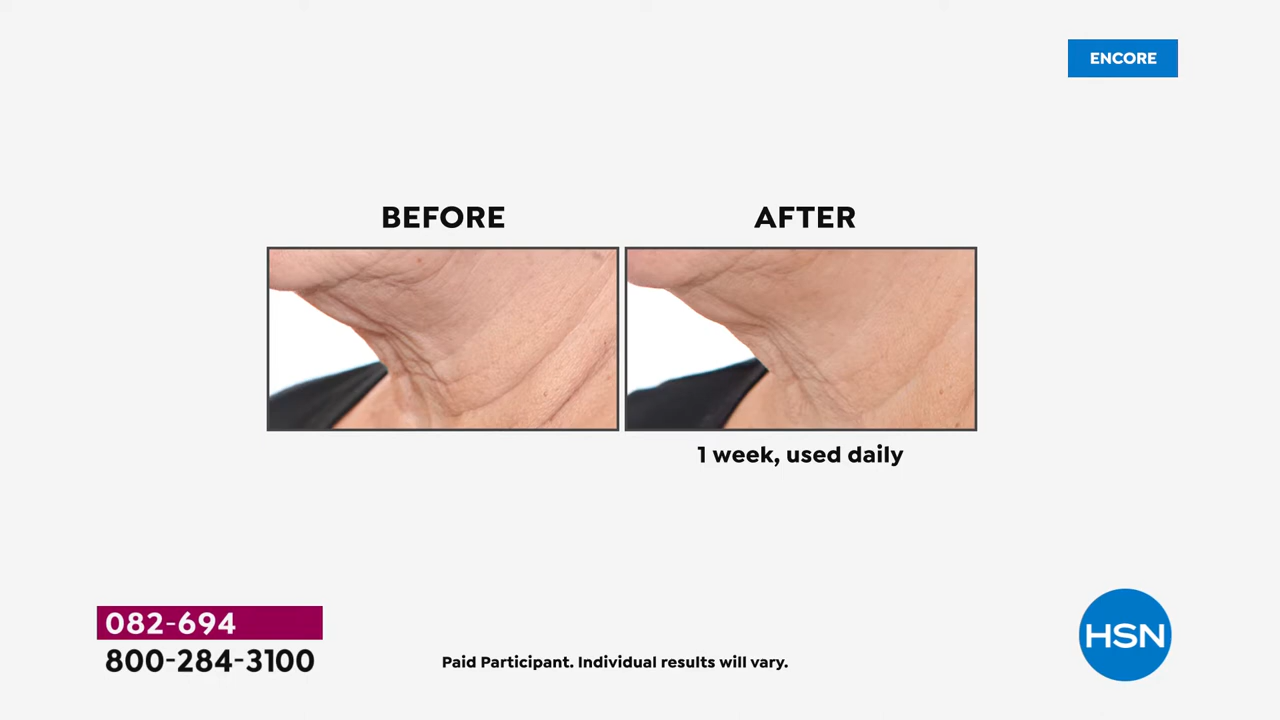 ENCORE
BEFORE
AFTER
1 week, used daily
082-694
800-284-3100
Paid Participant. Individual results will vary.
HSN